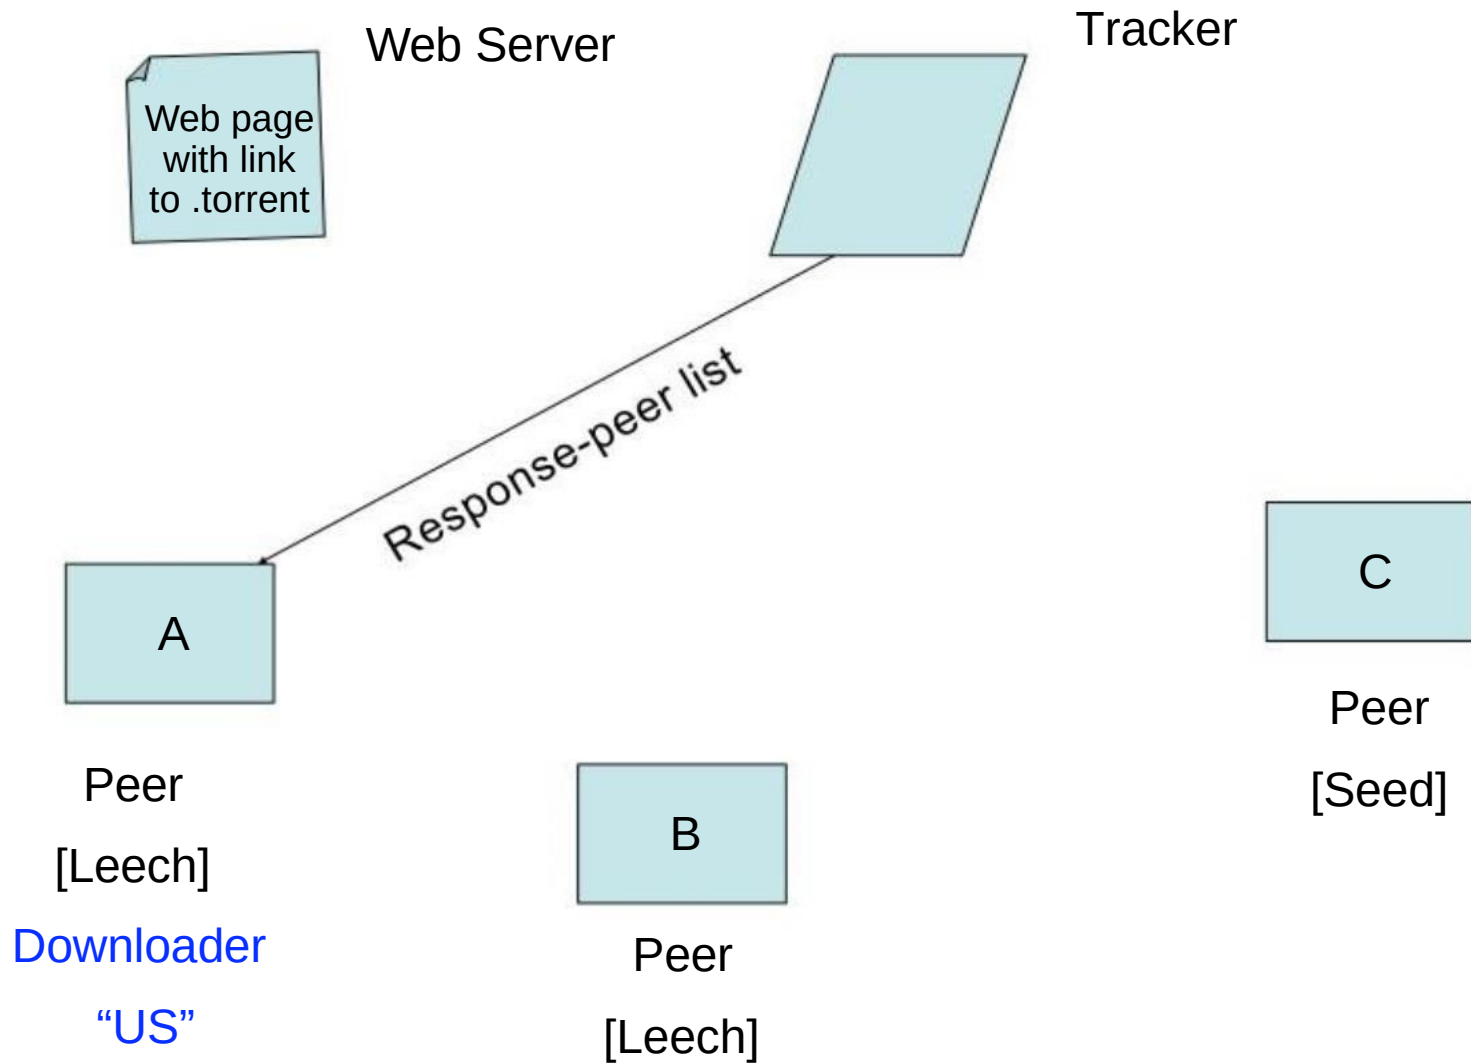 Web Server
Tracker
Web page
with link
to .torrent
Response-peer list
A
Peer
[Leech]
Downloader
“US”
B
Peer
[Leech]
C
Peer
[Seed]